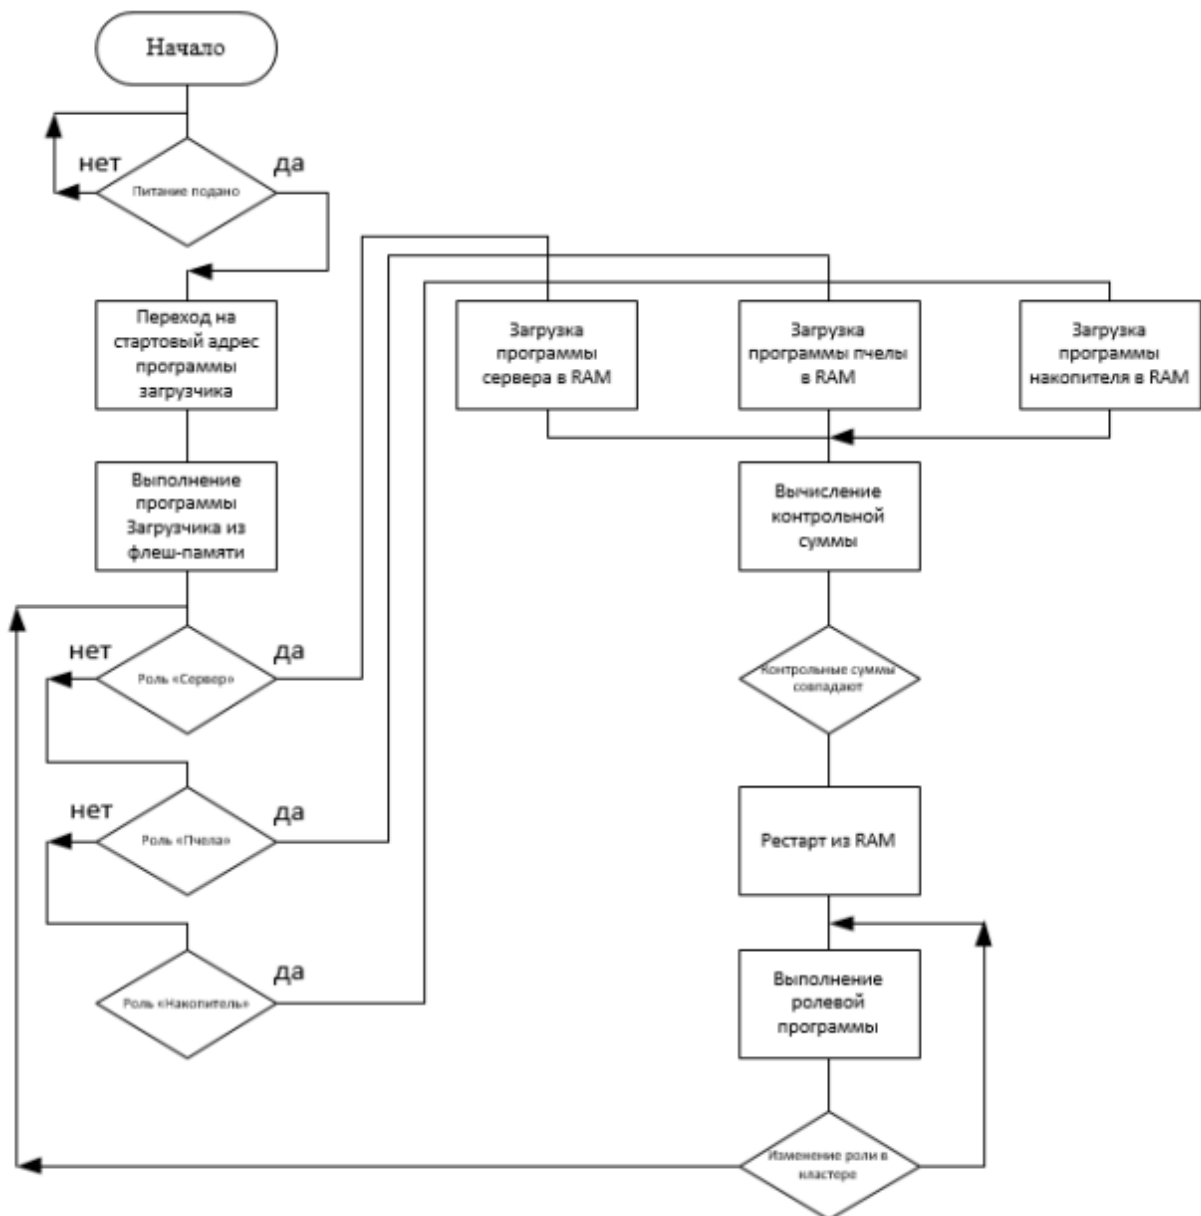 Начало
нет
да
Питание подано
Переход на
стартовый адрес
программы
загрузчика
Выполнение
программы
Загрузчика из
флеш-памяти
нет
да
Роль «Сервер»
нет
да
Роль «Пчела»
да
Роль «Накопитель»
Загрузка
программы
сервера в RAM
Загрузка
программы пчелы
в RAM
Загрузка
программы
накопителя в RAM
Вычисление
контрольной
суммы
Контрольные суммы
совпадают
Рестарт из RAM
Выполнение
ролевой
программы
Изменение роли в
кластере